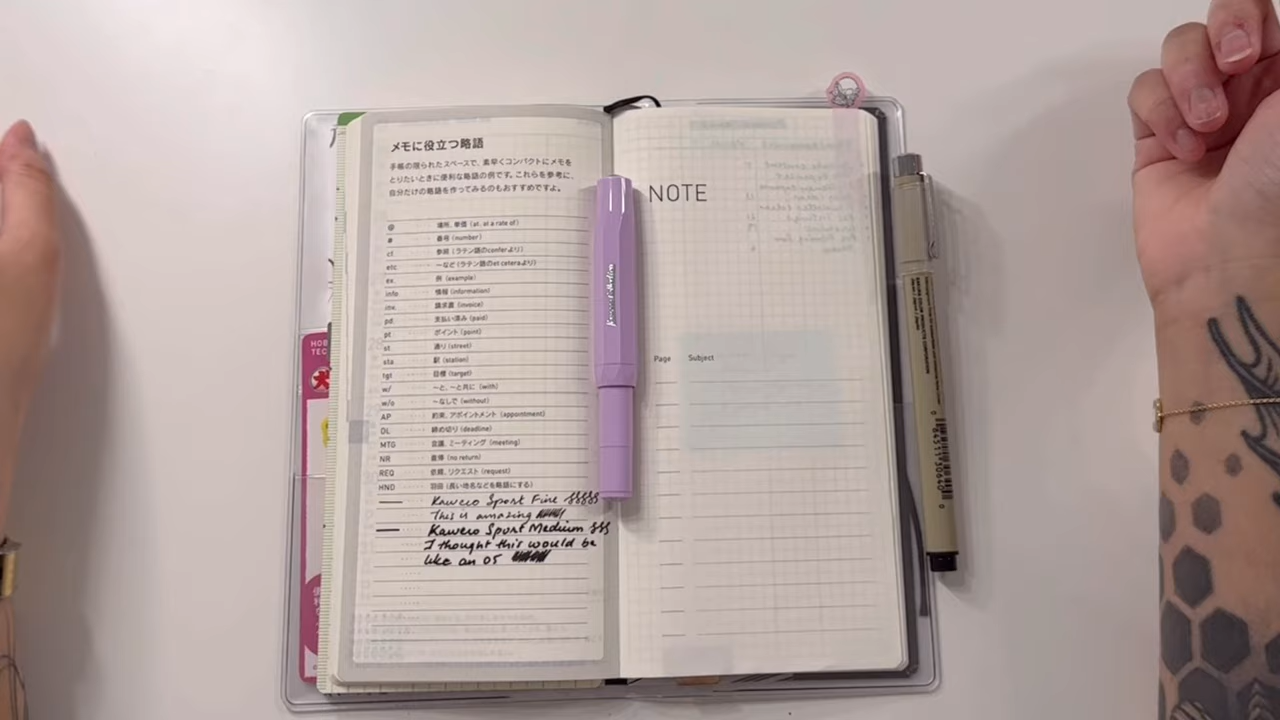 メモに役立つ略語
手帳の限られたスペースで、素早くコンパクトにメモを
とりたいときに便利な略語の例です。これらを参考に、
自分だけの略語を作ってみるのもおすすめですよ。
@ 場所、単価 (at, at a rate of)
# 番号 (number)
cf. 参照 (ラテン語のconferより)
etc ～など (ラテン語のet ceteraより)
ex. 例 (example)
info 情報 (information)
inv. 請求書 (invoice)
pd. 支払い済み (paid)
pt ポイント (point)
st 通り (street)
sta. 駅 (station)
tgt 目標 (target)
w/ ～と、～と共に (with)
w/o ～なしで (without)
AP 約束、アポイントメント (appointment)
DL 締め切り (deadline)
MTG 会議、ミーティング (meeting)
NR 直帰 (no return)
REQ 依頼、リクエスト (request)
HND 羽田 (長い地名などを略語にする)
Kaweco Sport Fine
This is amazing
Kaweco Sport Medium
I thought this would be
like an 05
NOTE
Page Subject
HOB
TEC
SAKURA COLOR PRODUCTS CORPORATION